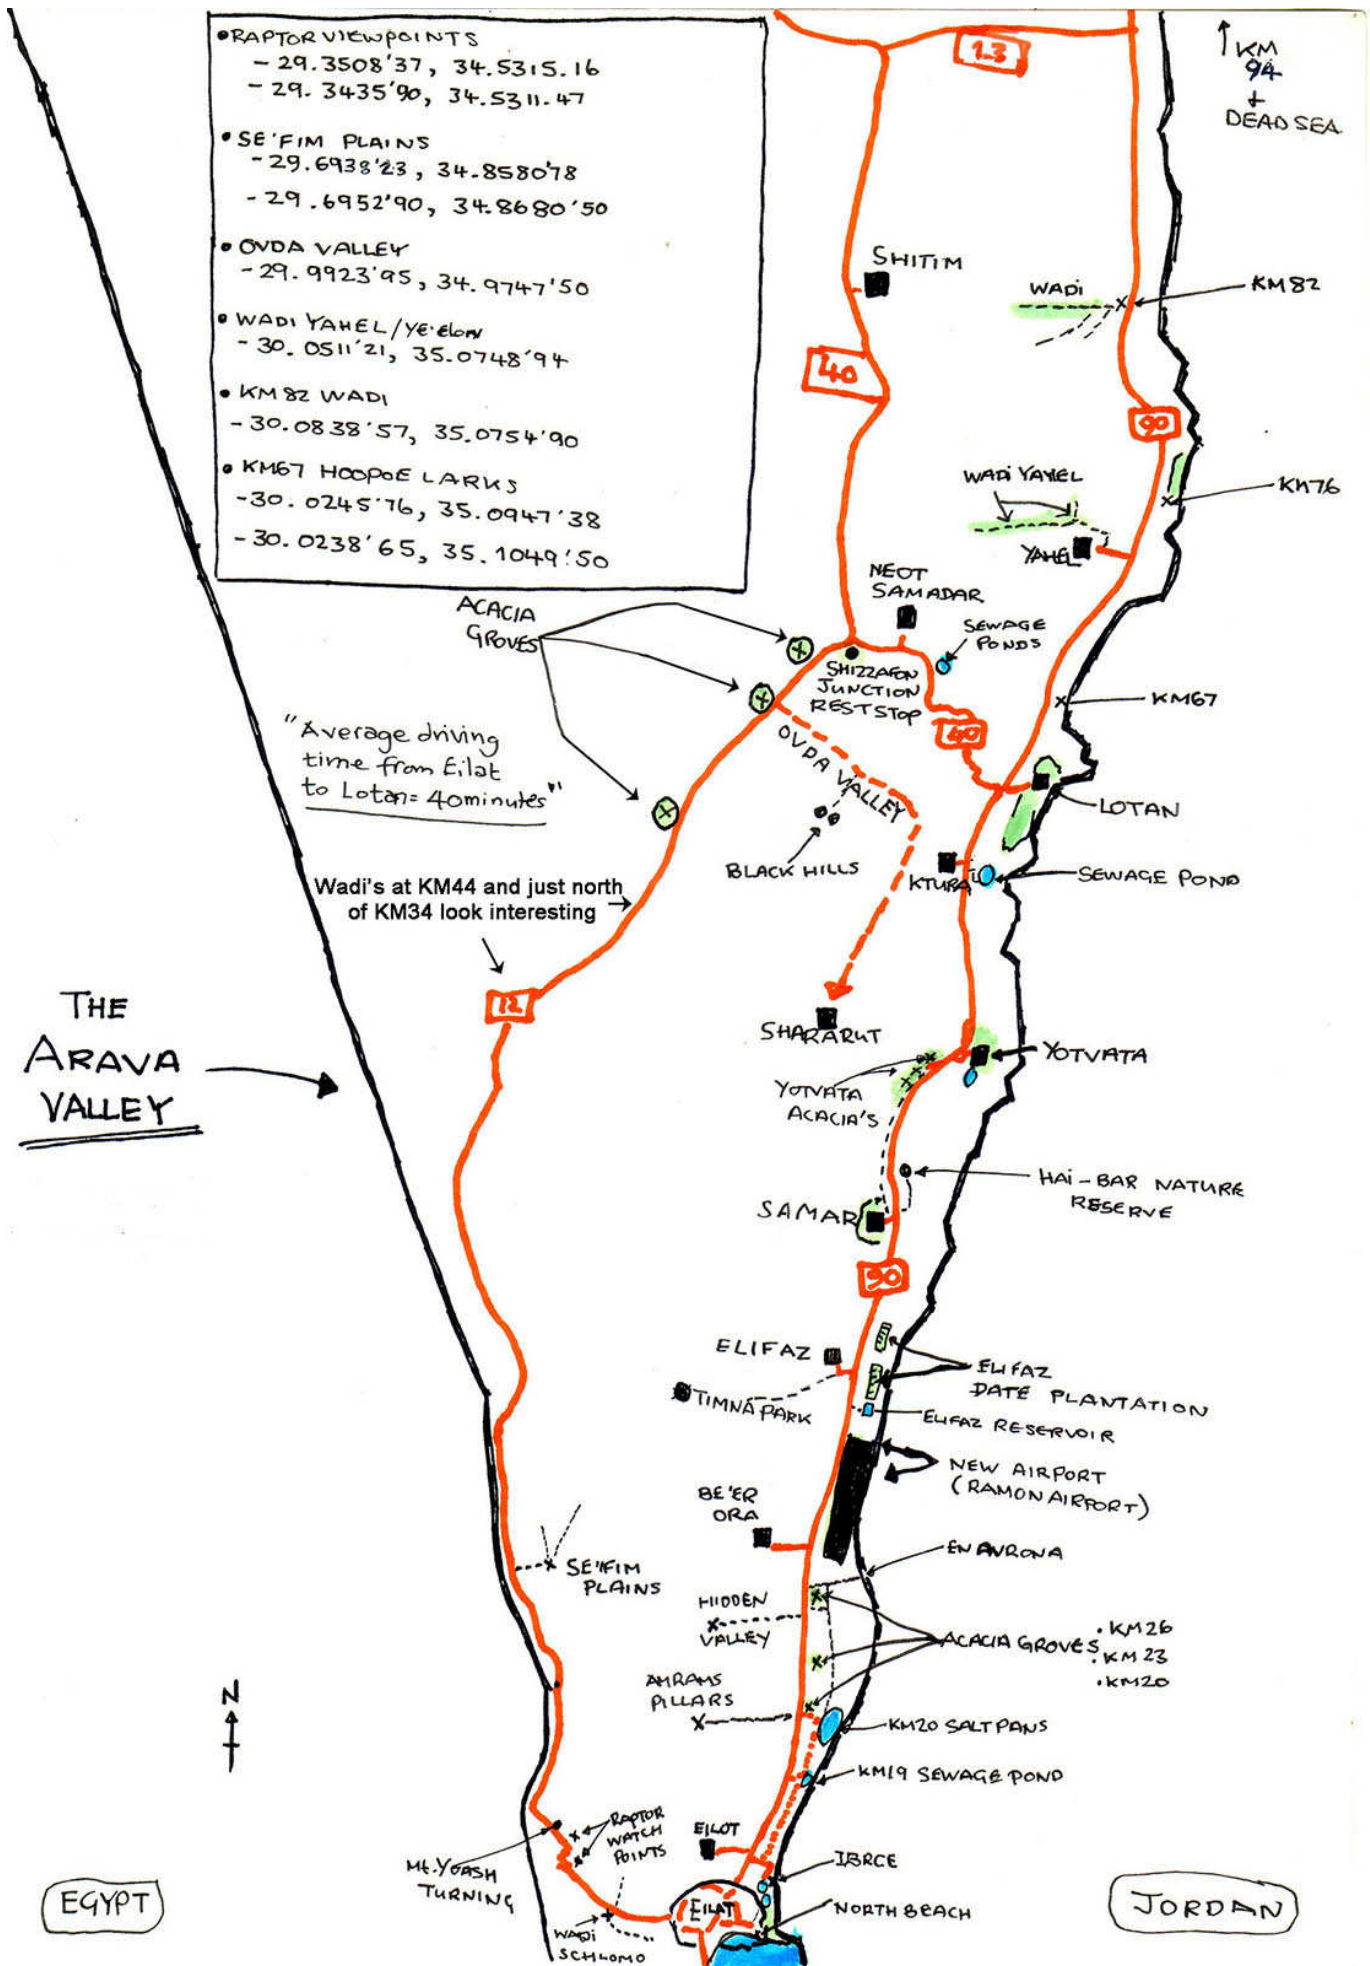 • RAPTOR VIEWPOINTS
- 29.3508'37, 34.5315.16
- 29.3435'90, 34.5311.47
• SE'FIM PLAINS
- 29.6938'23, 34.858078
- 29.6952'90, 34.8680'50
• OVDA VALLEY
- 29.9923'95, 34.9747'50
• WADI YAHEL/YE'elon
- 30.0511'21, 35.0748'94
• KM82 WADI
- 30.0838'57, 35.0754'90
• KM67 HOOPOE LARKS
- 30.0245'76, 35.0947'38
- 30.0238'65, 35.1049'50
13
KM
94
+
DEAD SEA
SHITIM
WADI
KM82
40
90
WADI YAHEL
KM76
YAHEL
NEOT
SAMADAR
ACACIA
GROVES
SEWAGE
PONDS
SHIZZAFON
JUNCTION
REST STOP
KM67
40
"Average driving
time from Eilat
to Lotan = 40minutes"
OVDA VALLEY
LOTAN
BLACK HILLS
KTURA
SEWAGE POND
Wadi's at KM44 and just north
of KM34 look interesting
12
THE
ARAVA
VALLEY
SHARARUT
YOTVATA
YOTVATA
ACACIA'S
HAI-BAR NATURE
RESERVE
SAMAR
90
ELIFAZ
ELIFAZ
DATE PLANTATION
TIMNA PARK
ELIFAZ RESERVOIR
NEW AIRPORT
(RAMON AIRPORT)
BE'ER
ORA
EN AVRONA
SE'FIM
PLAINS
HIDDEN
VALLEY
ACACIA GROVES
• KM26
• KM23
• KM20
AMRAMS
PILLARS
N
KM20 SALT PANS
KM19 SEWAGE POND
RAPTOR
WATCH
POINTS
EILOT
IBRCE
Mt. YOASH
TURNING
EGYPT
EILAT
NORTH BEACH
JORDAN
WADI
SCHLOMO